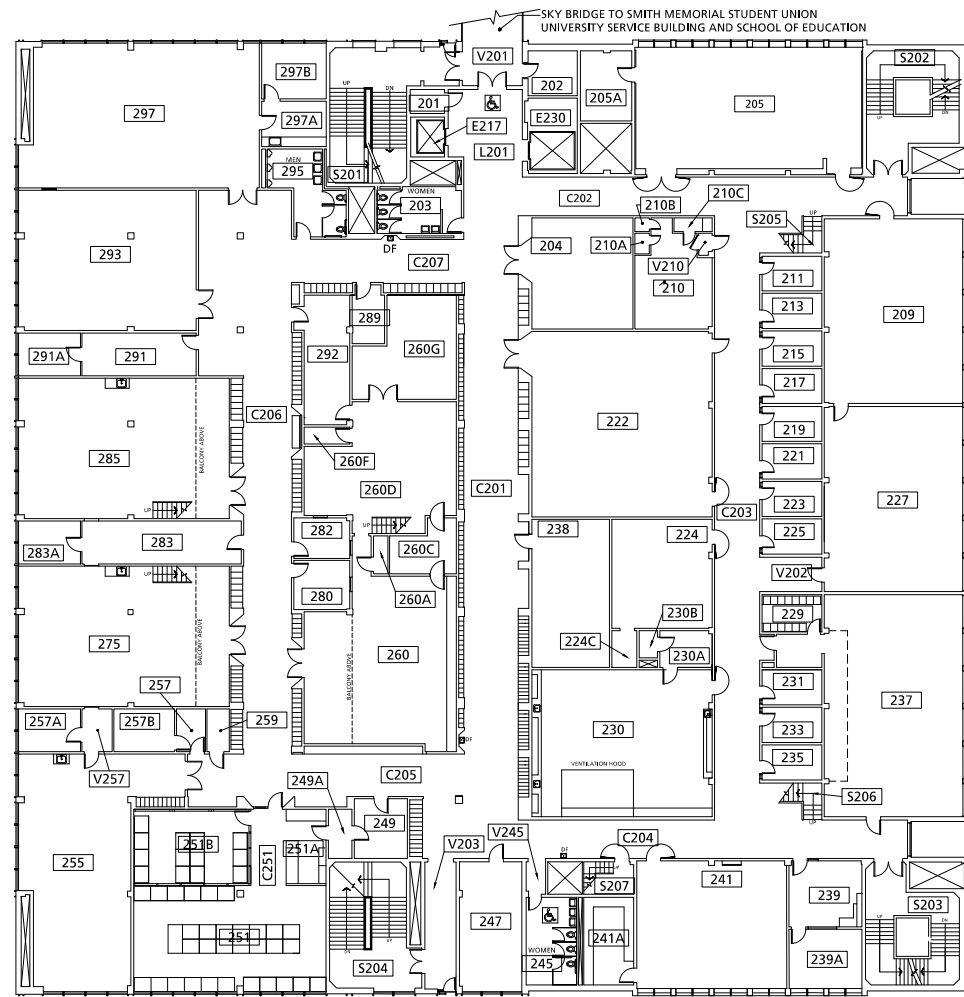 SKY BRIDGE TO SMITH MEMORIAL STUDENT UNION
UNIVERSITY SERVICE BUILDING AND SCHOOL OF EDUCATION
V201
S202
297B
202
205A
201
205
297
UP
DN
297A
E217
E230
L201
MEN
295
S201
WOMEN
203
C202
210B
210C
S205
UP
DF
204
210A
V210
C207
210
293
211
213
209
289
292
260G
291A
291
215
217
C206
222
219
BALCONY ABOVE
285
260F
221
227
260D
C201
223
C203
UP
282
UP
238
224
225
283A
283
260C
V202
280
260A
UP
229
230B
275
BALCONY ABOVE
224C
230A
260
257
231
237
BALCONY ABOVE
257A
257B
259
230
233
DF
235
V257
249A
C205
VENTILATION HOOD
S206
UP
249
V203
V245
C204
251B
251A
DF
255
C251
S207
241
239
S203
247
241A
251
UP
DN
WOMEN
245
239A
S204
UP
DN